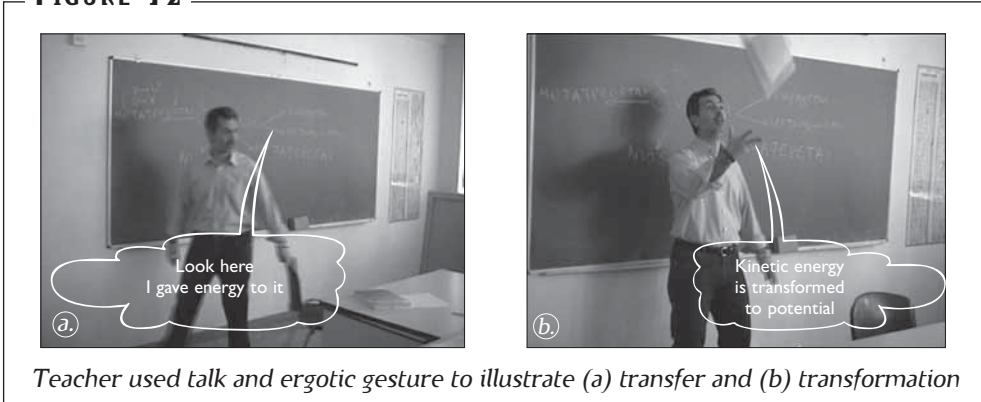 FIGURE 12
Look here
I gave energy to it
a.
Kinetic energy
is transformed
to potential
b.
Teacher used talk and ergotic gesture to illustrate (a) transfer and (b) transformation